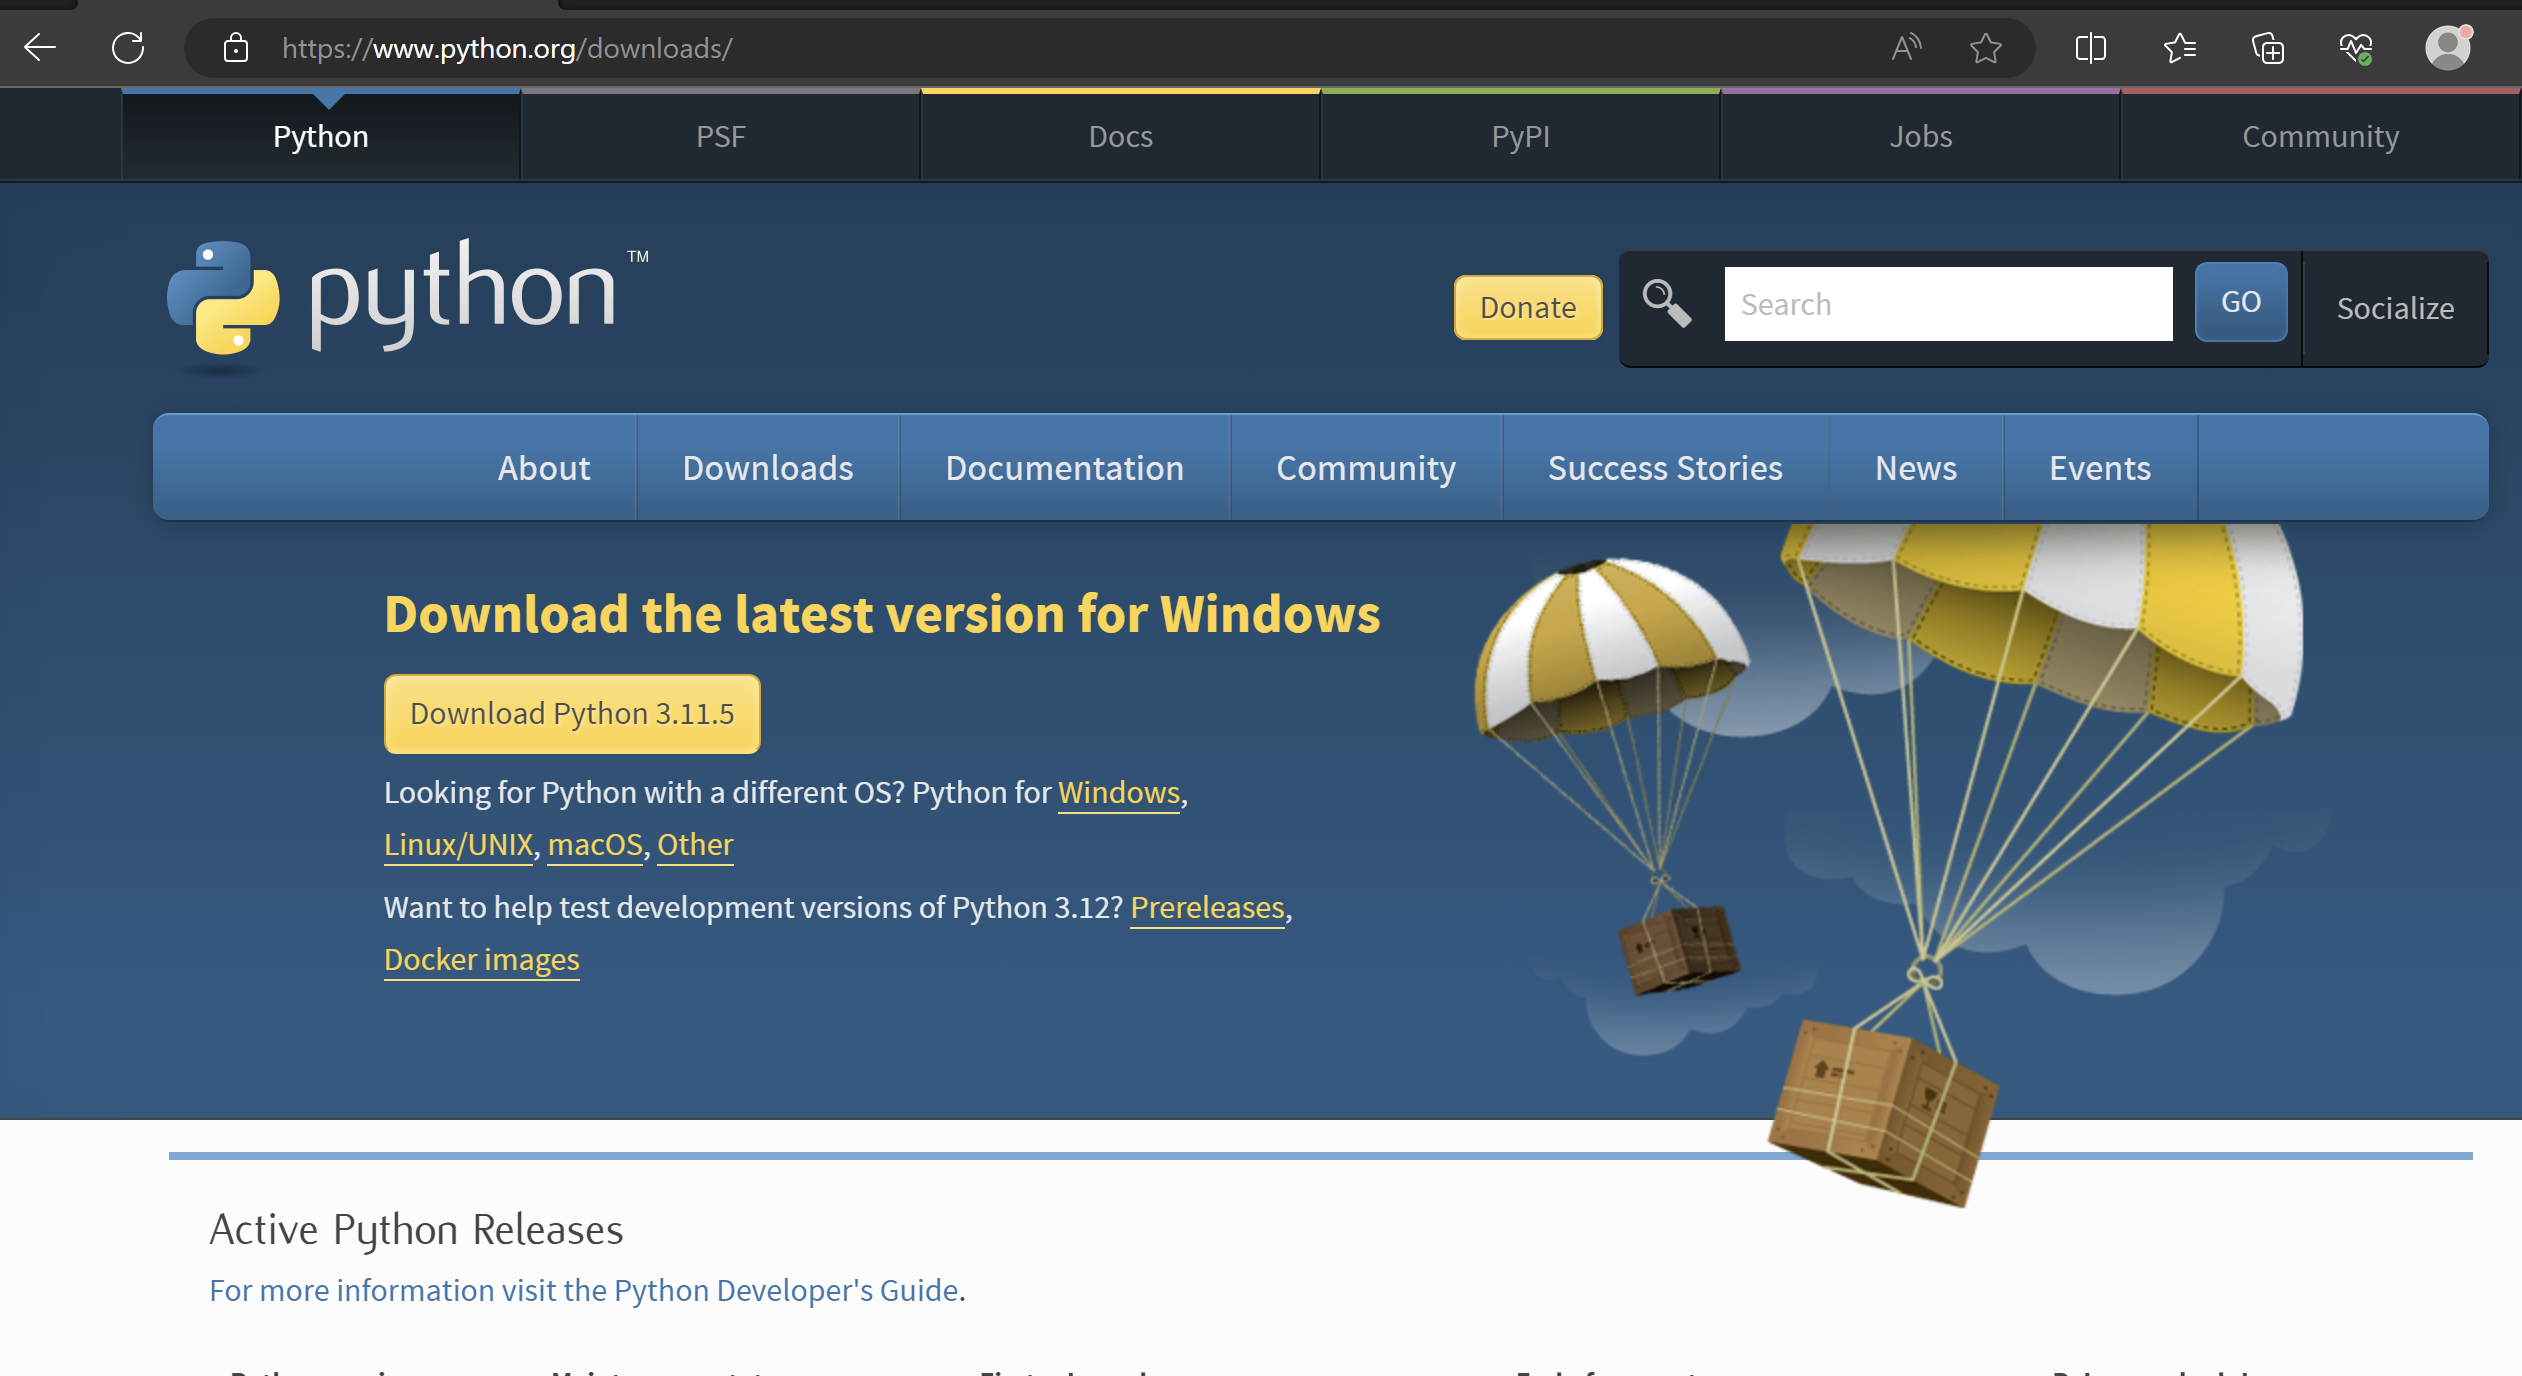 https://www.python.org/downloads/
Python
PSF
Docs
PyPI
Jobs
Community
python™
Donate
Search
GO
Socialize
About
Downloads
Documentation
Community
Success Stories
News
Events
Download the latest version for Windows
Download Python 3.11.5
Looking for Python with a different OS? Python for Windows,
Linux/UNIX, macOS, Other
Want to help test development versions of Python 3.12? Prereleases,
Docker images
Active Python Releases
For more information visit the Python Developer's Guide.